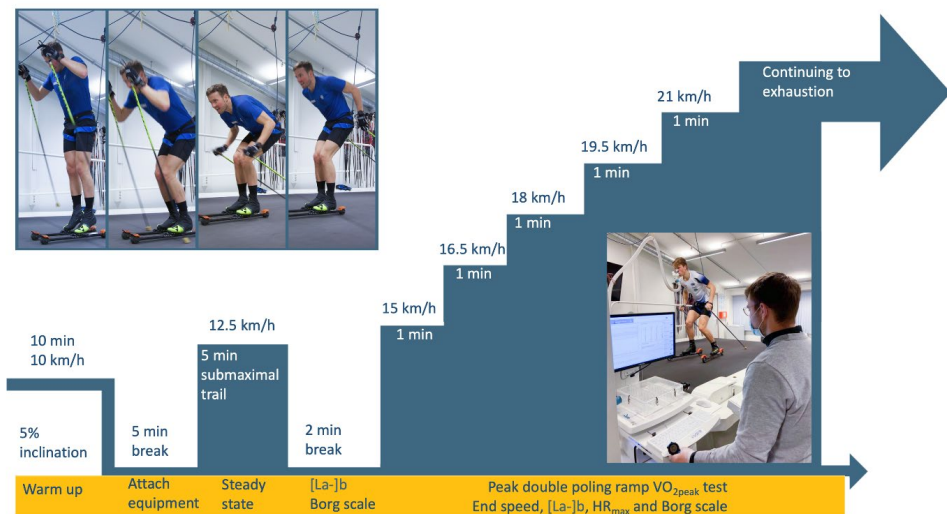 10 min
10 km/h
5%
inclination
5 min
break
12.5 km/h
5 min
submaximal
trail
2 min
break
15 km/h
1 min
16.5 km/h
1 min
18 km/h
1 min
19.5 km/h
1 min
21 km/h
1 min
Continuing to
exhaustion
Warm up
Attach
equipment
Steady
state
[La-]b
Borg scale
Peak double poling ramp VO2peak test
End speed, [La-]b, HRmax and Borg scale